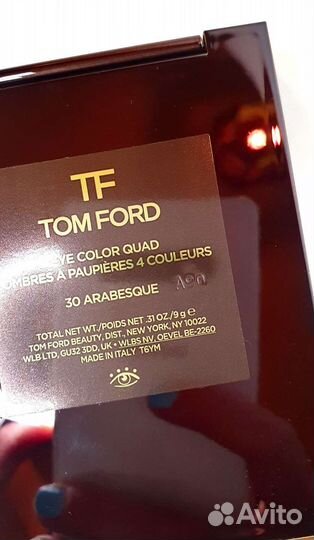 TF
TOM FORD
EYE COLOR QUAD
OMBRES À PAUPIÈRES 4 COULEURS
30 ARABESQUE A90
TOTAL NET WT./POIDS NET .31 OZ/9 g e
TOM FORD BEAUTY, DIST., NEW YORK, NY 10022
WLB LTD, GU32 3DD, UK • WLBS NV, OEVEL BE-2260
MADE IN ITALY T6YM
Avito